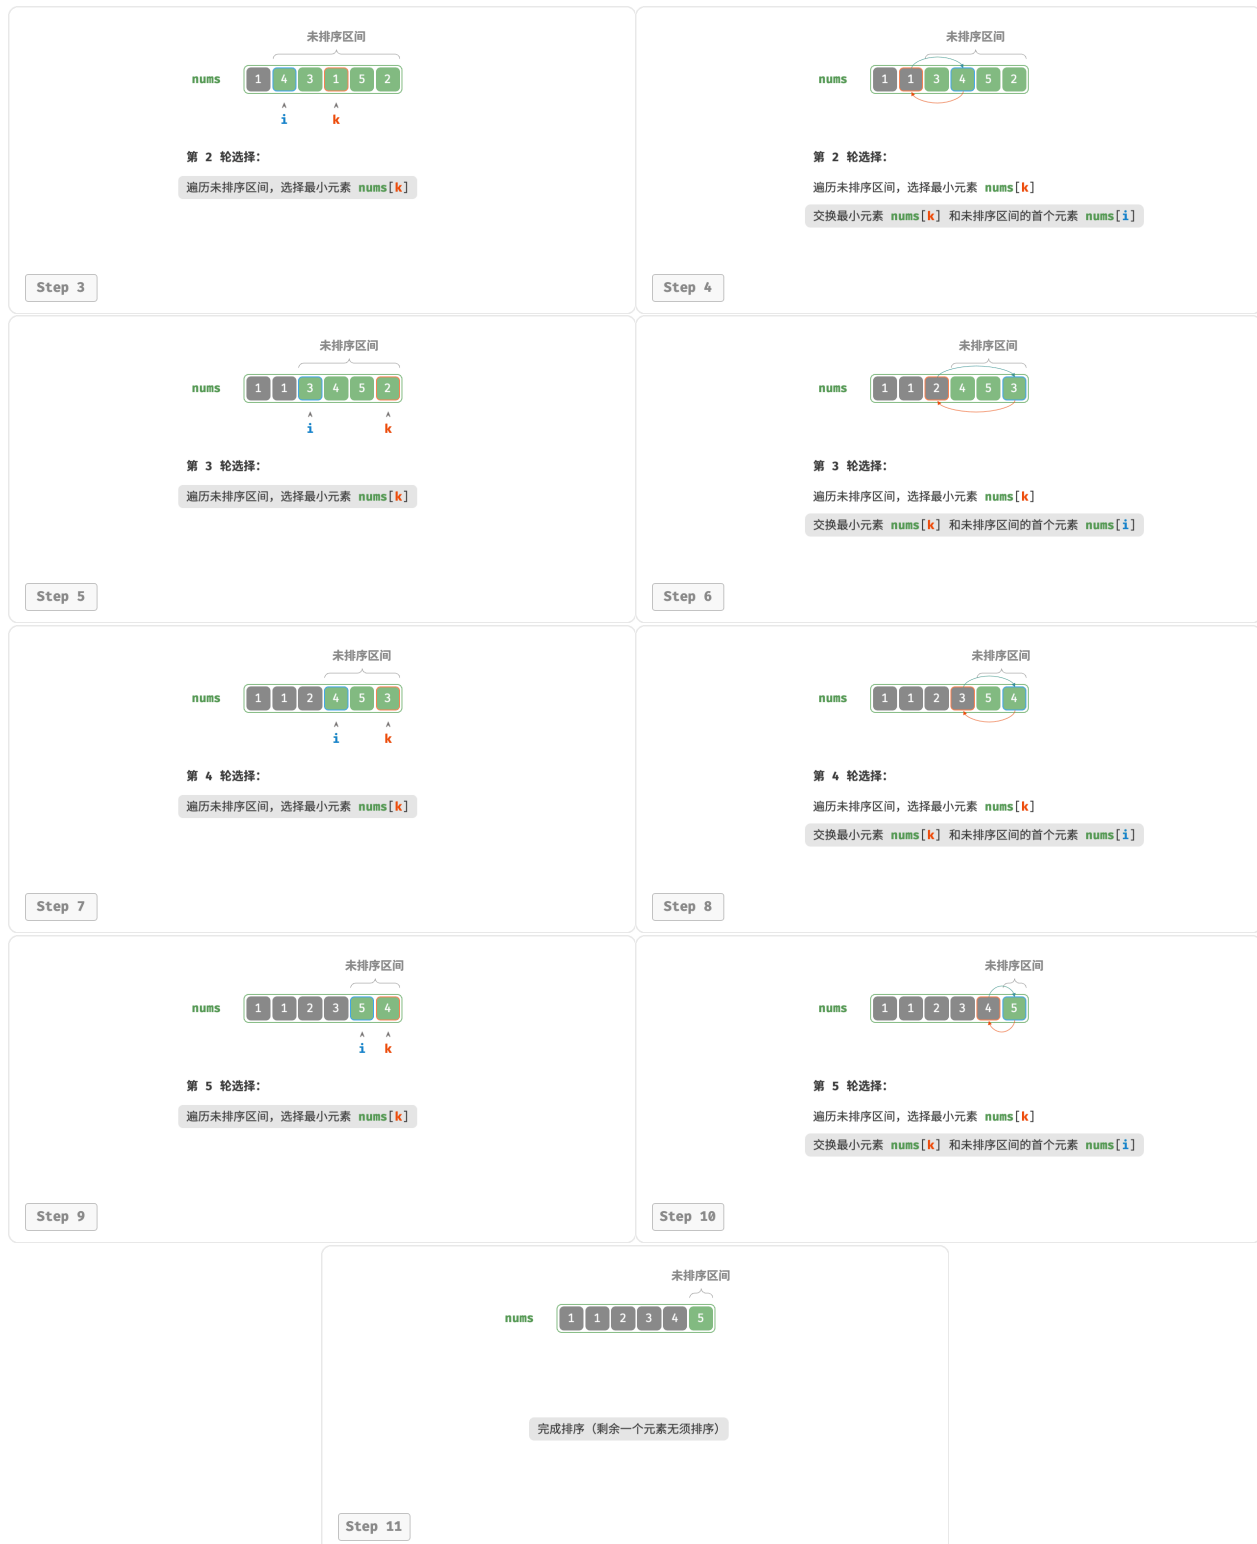 未排序区间
nums 1 4 3 1 5 2
i k
第 2 轮选择：
遍历未排序区间，选择最小元素 nums[k]
Step 3
未排序区间
nums 1 1 3 4 5 2
第 2 轮选择：
遍历未排序区间，选择最小元素 nums[k]
交换最小元素 nums[k] 和未排序区间的首个元素 nums[i]
Step 4
未排序区间
nums 1 1 3 4 5 2
i k
第 3 轮选择：
遍历未排序区间，选择最小元素 nums[k]
Step 5
未排序区间
nums 1 1 2 4 5 3
第 3 轮选择：
遍历未排序区间，选择最小元素 nums[k]
交换最小元素 nums[k] 和未排序区间的首个元素 nums[i]
Step 6
未排序区间
nums 1 1 2 4 5 3
i k
第 4 轮选择：
遍历未排序区间，选择最小元素 nums[k]
Step 7
未排序区间
nums 1 1 2 3 5 4
第 4 轮选择：
遍历未排序区间，选择最小元素 nums[k]
交换最小元素 nums[k] 和未排序区间的首个元素 nums[i]
Step 8
未排序区间
nums 1 1 2 3 5 4
i k
第 5 轮选择：
遍历未排序区间，选择最小元素 nums[k]
Step 9
未排序区间
nums 1 1 2 3 4 5
第 5 轮选择：
遍历未排序区间，选择最小元素 nums[k]
交换最小元素 nums[k] 和未排序区间的首个元素 nums[i]
Step 10
未排序区间
nums 1 1 2 3 4 5
完成排序（剩余一个元素无须排序）
Step 11